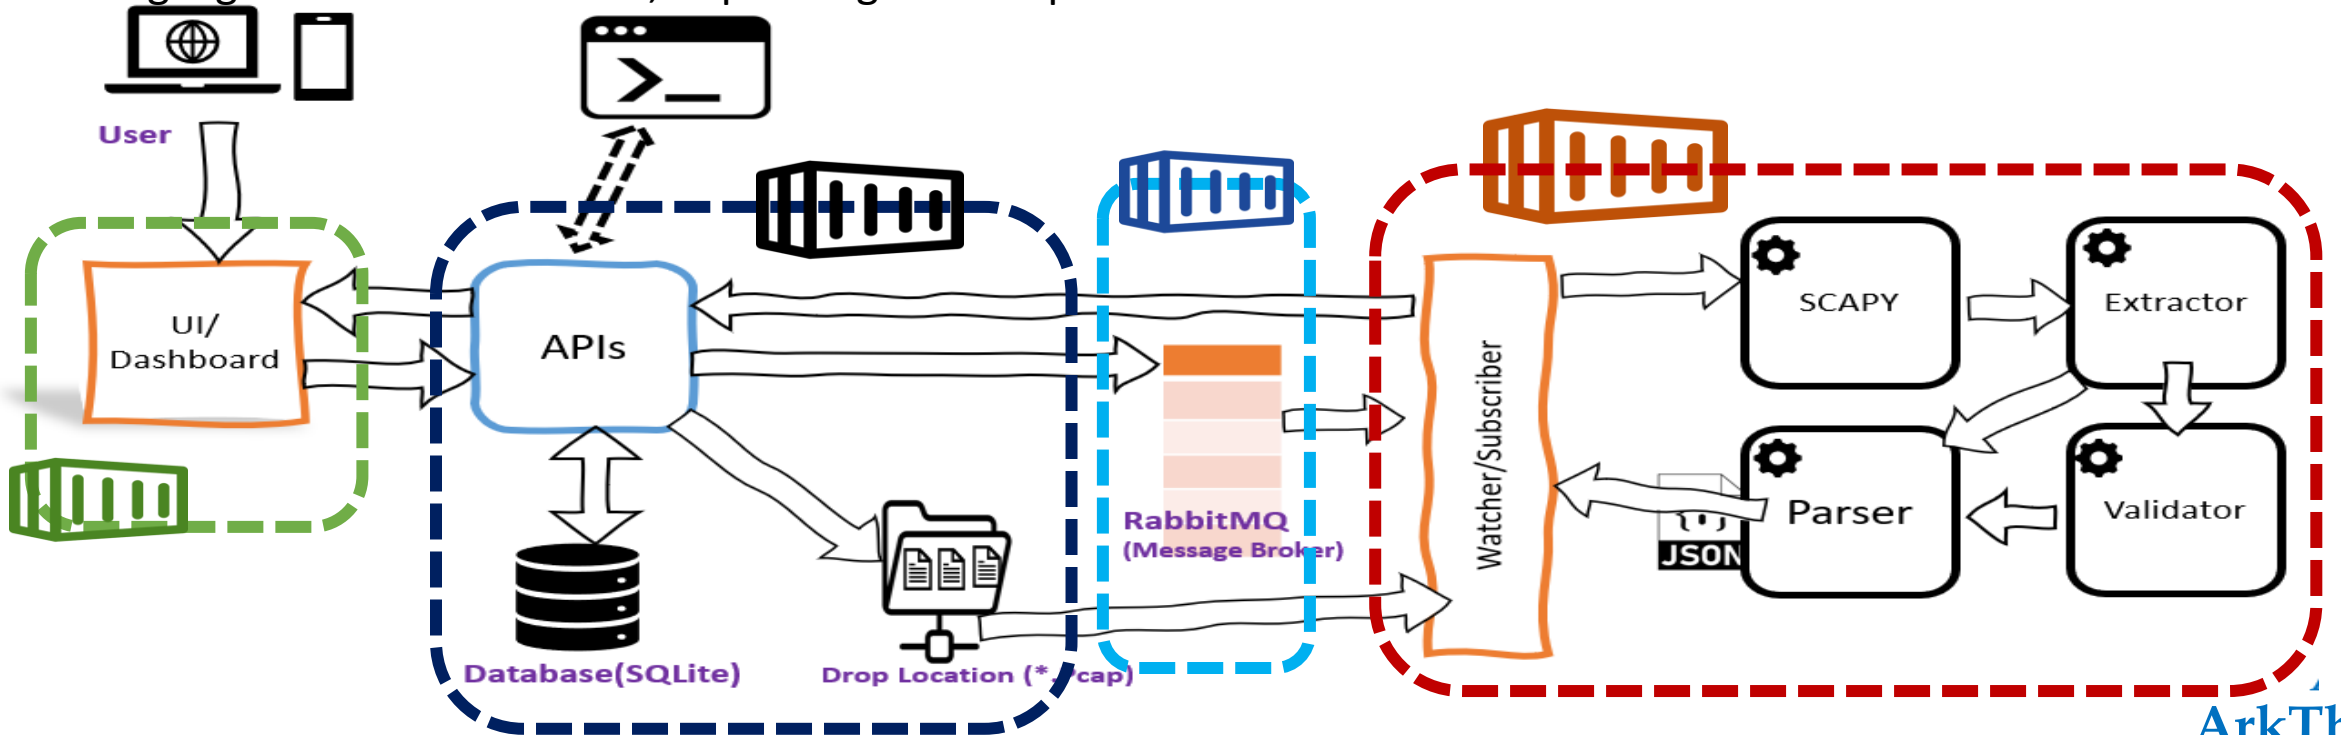 User
UI/
Dashboard
APIs
Database(SQLite)
Drop Location (*.Pcap)
RabbitMQ
(Message Broker)
Watcher/Subscriber
SCAPY
Extractor
Parser
Validator
{:}
JSON